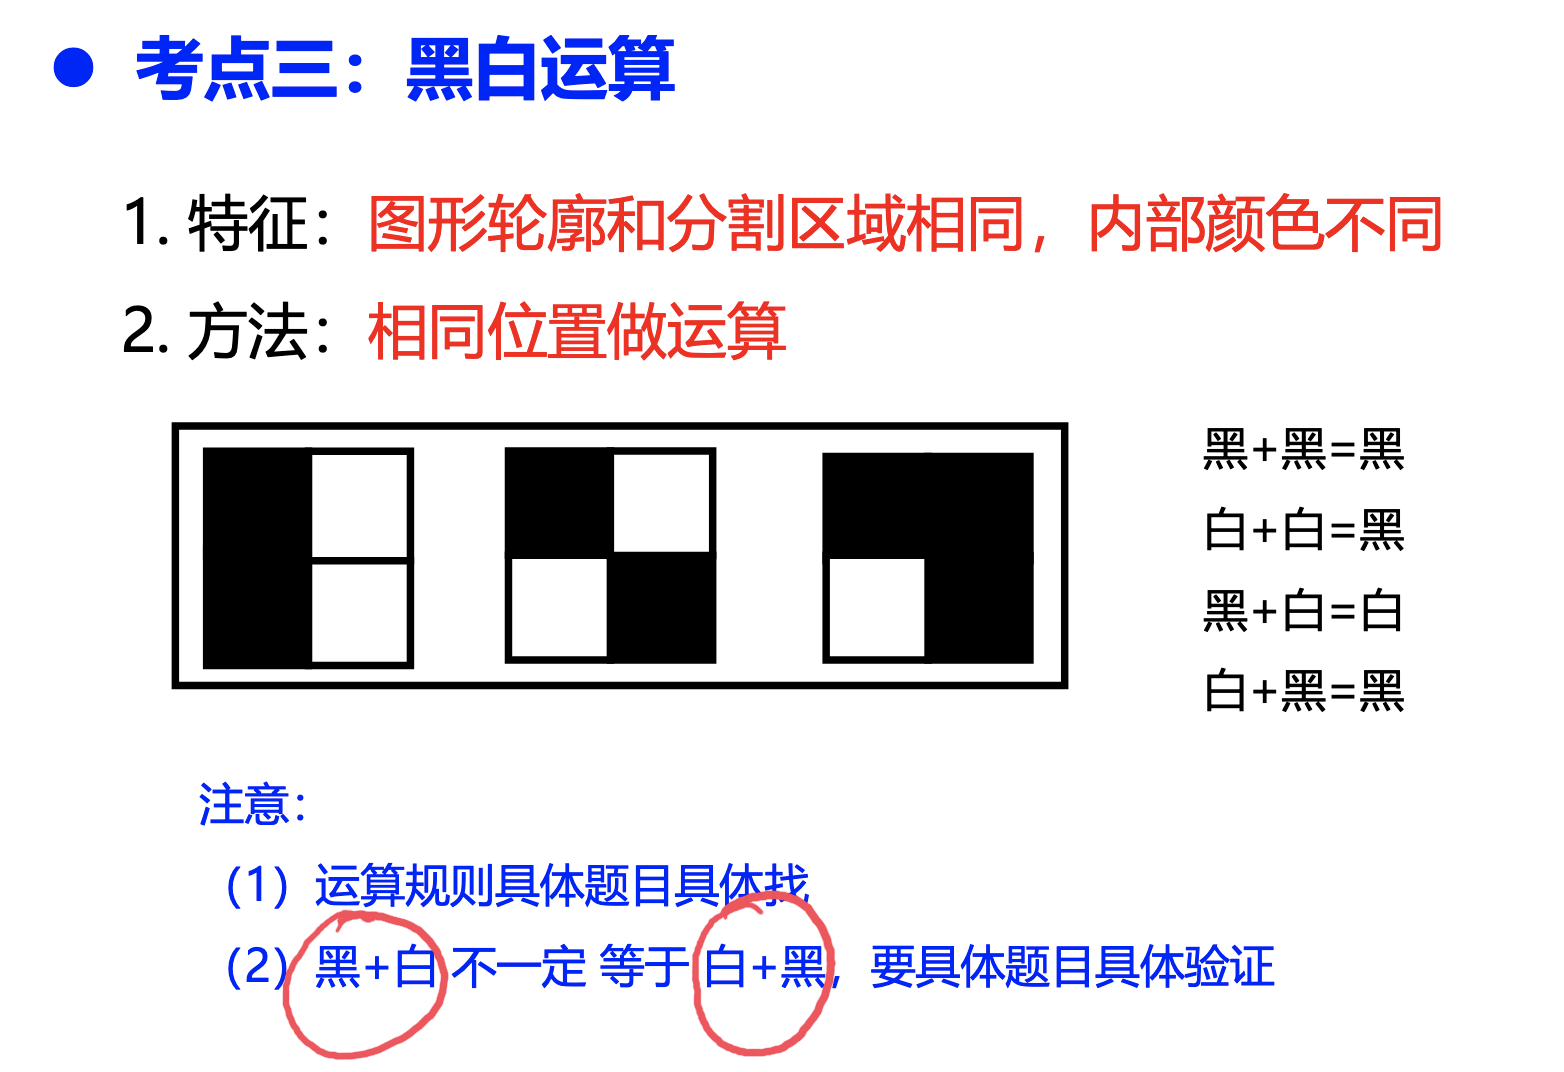 ● 考点三：黑白运算
1. 特征：图形轮廓和分割区域相同，内部颜色不同
2. 方法：相同位置做运算
黑+黑=黑
白+白=黑
黑+白=白
白+黑=黑
注意：
（1）运算规则具体题目具体找
（2）黑+白 不一定 等于 白+黑，要具体题目具体验证